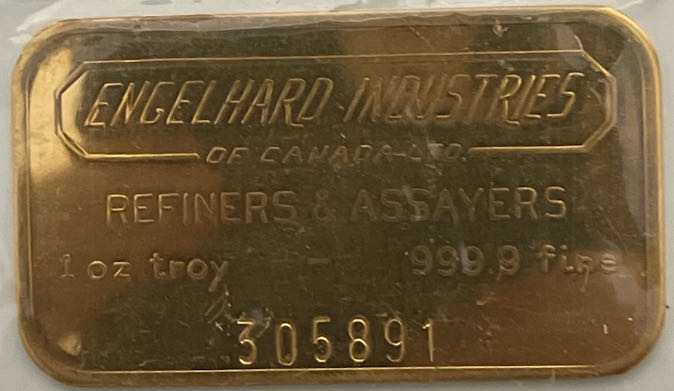 ENGELHARD INDUSTRIES
OF CANADA LTD.
REFINERS & ASSAYERS
1 oz troy - 999.9 fine
305891